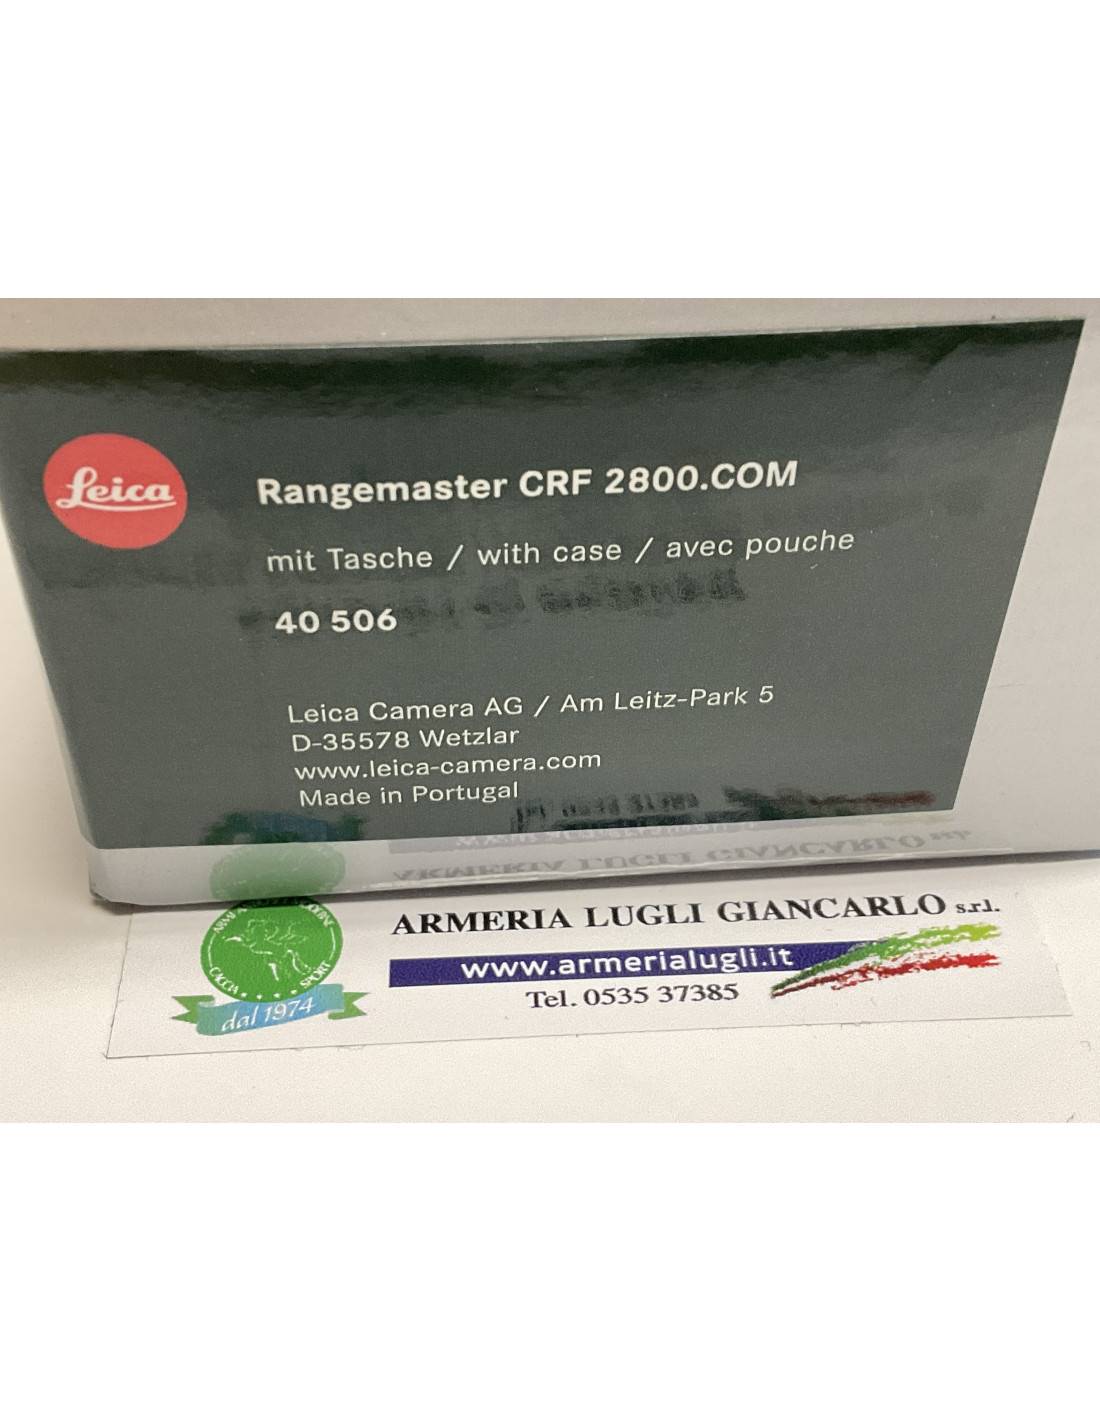 Leica
Rangemaster CRF 2800.COM
mit Tasche / with case / avec pouche
40 506
Leica Camera AG / Am Leitz-Park 5
D-35578 Wetzlar
www.leica-camera.com
Made in Portugal
ARMERIA LUGLI GIANCARLO s.r.l.
www.armerialugli.it
Tel. 0535 37385
CACCIA
SPORT
dal 1974